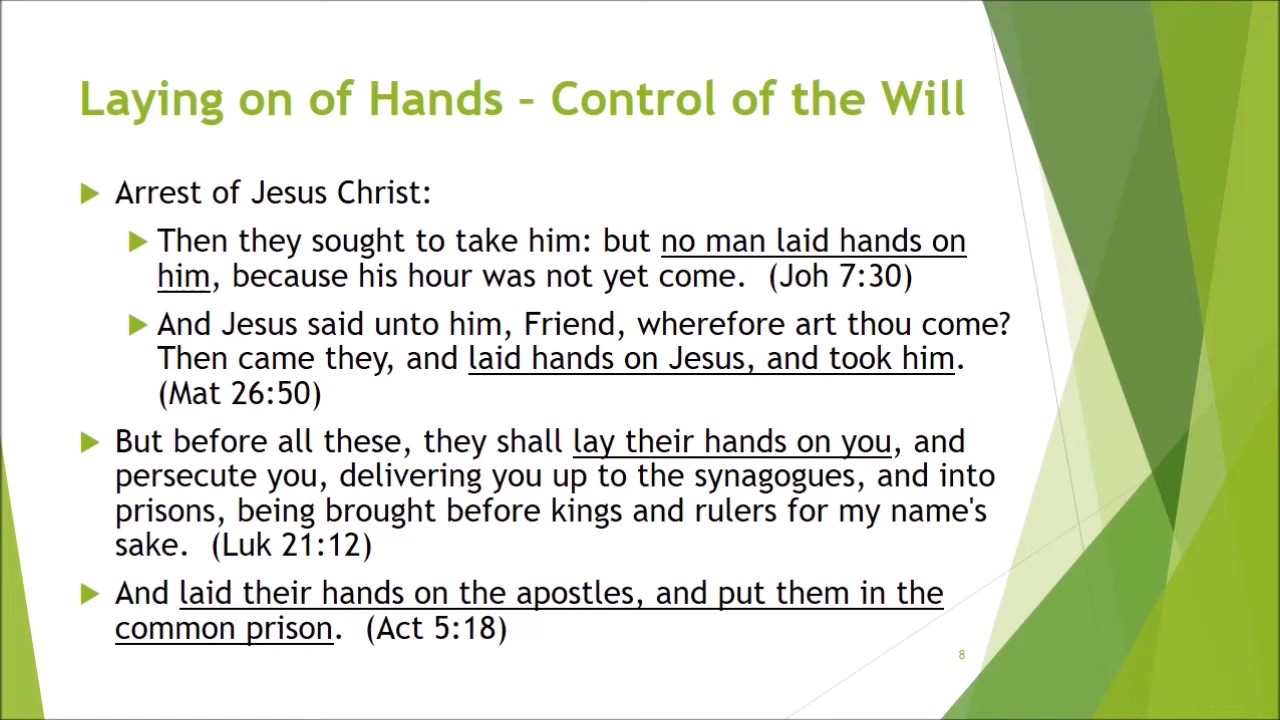 Laying on of Hands – Control of the Will
Arrest of Jesus Christ:
Then they sought to take him: but no man laid hands on
him, because his hour was not yet come.  (Joh 7:30)
And Jesus said unto him, Friend, wherefore art thou come?
Then came they, and laid hands on Jesus, and took him.
(Mat 26:50)
But before all these, they shall lay their hands on you, and
persecute you, delivering you up to the synagogues, and into
prisons, being brought before kings and rulers for my name's
sake.  (Luk 21:12)
And laid their hands on the apostles, and put them in the
common prison.  (Act 5:18)
8